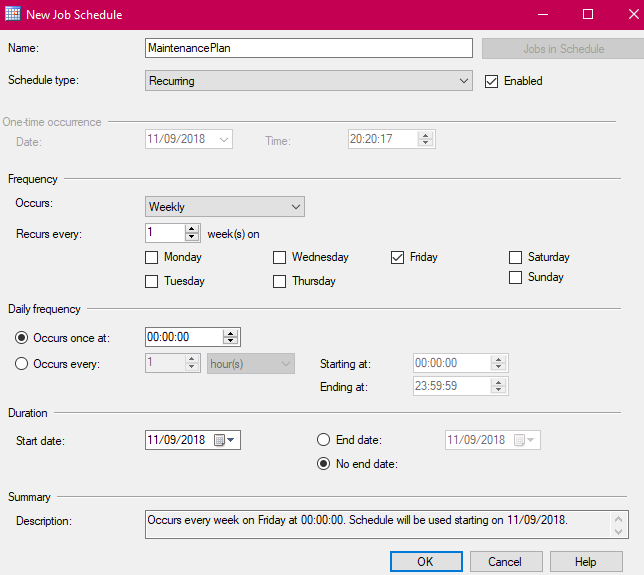 New Job Schedule
Name: MaintenancePlan Jobs in Schedule
Schedule type: Recurring Enabled
One-time occurrence
Date: 11/09/2018 Time: 20:20:17
Frequency
Occurs: Weekly
Recurs every: 1 week(s) on
Monday Wednesday Friday Saturday
Tuesday Thursday Sunday
Daily frequency
Occurs once at: 00:00:00
Occurs every: 1 hour(s) Starting at: 00:00:00
Ending at: 23:59:59
Duration
Start date: 11/09/2018 End date: 11/09/2018
No end date:
Summary
Description: Occurs every week on Friday at 00:00:00. Schedule will be used starting on 11/09/2018.
OK Cancel Help